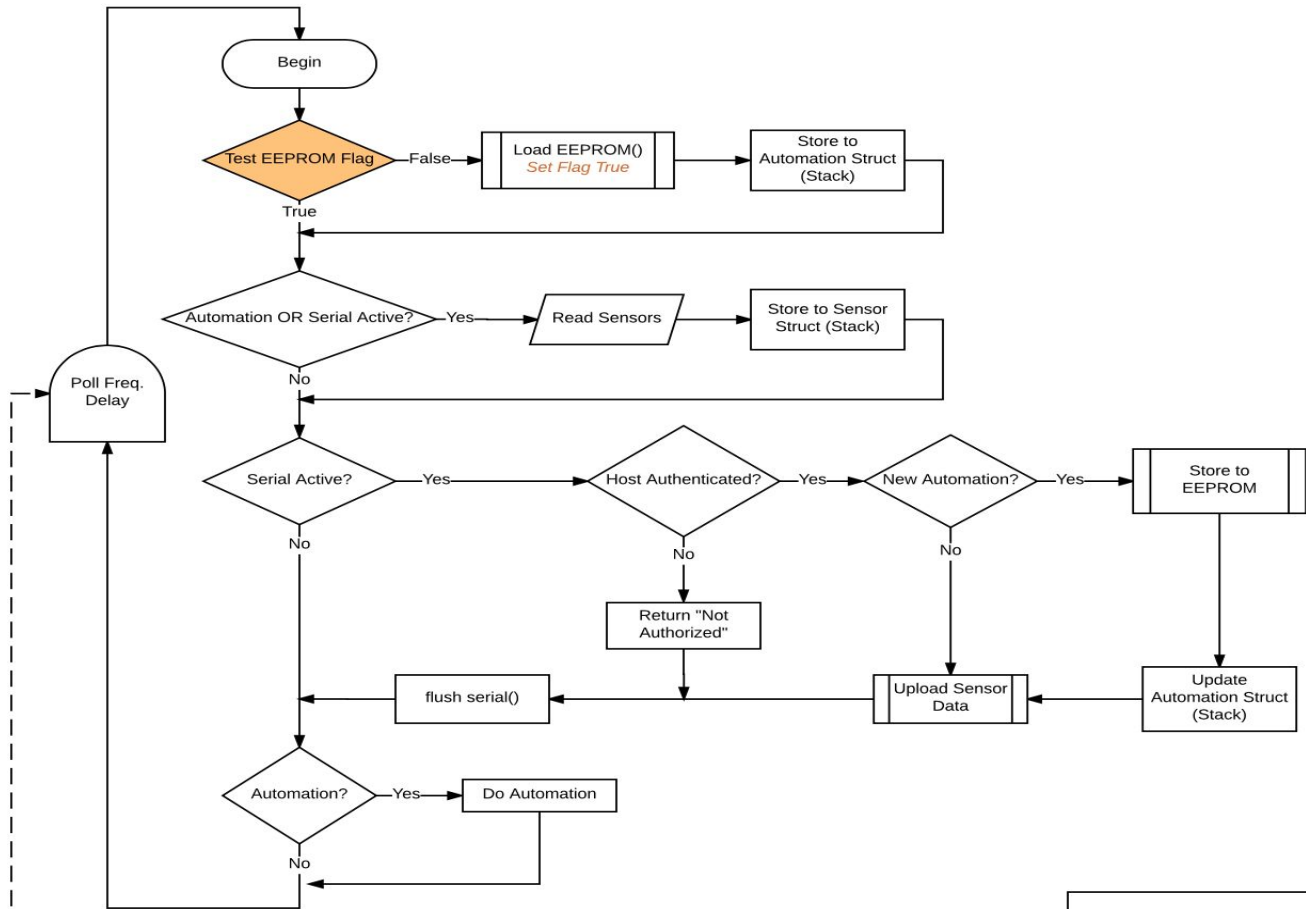 Begin
Test EEPROM Flag
False
Load EEPROM()
Set Flag True
Store to
Automation Struct
(Stack)
True
Automation OR Serial Active?
Yes
Read Sensors
Store to Sensor
Struct (Stack)
No
Poll Freq.
Delay
Serial Active?
Yes
Host Authenticated?
Yes
New Automation?
Yes
Store to
EEPROM
No
No
No
Return "Not
Authorized"
flush serial()
Upload Sensor
Data
Update
Automation Struct
(Stack)
Automation?
Yes
Do Automation
No